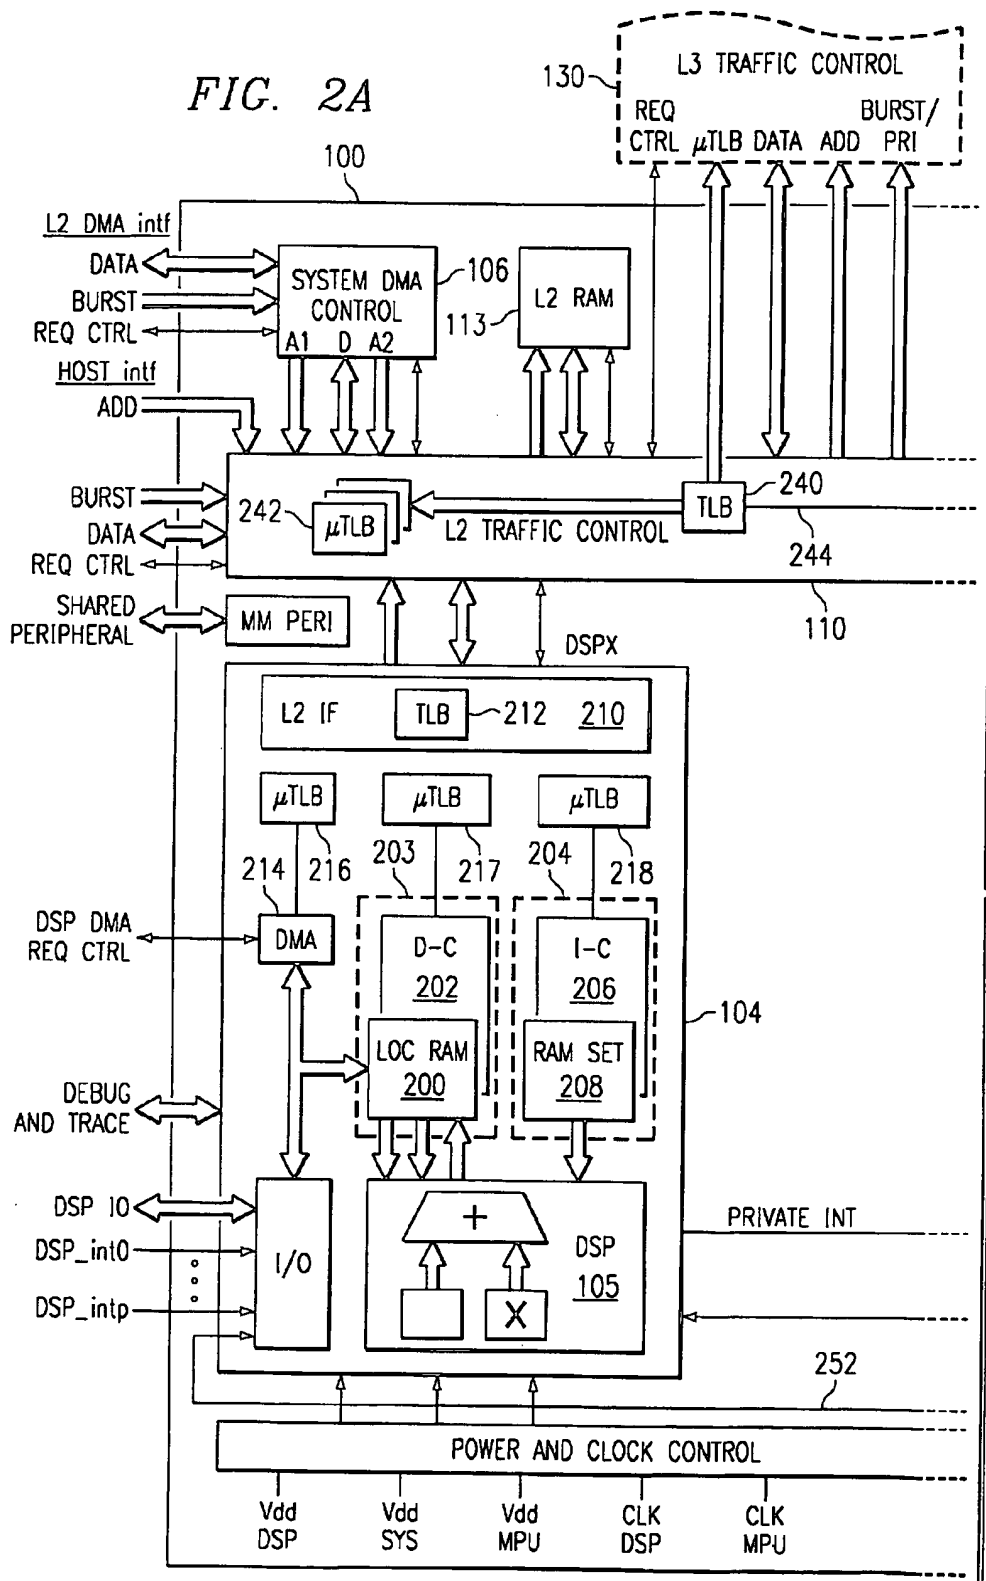 FIG. 2A
130
L3 TRAFFIC CONTROL
REQ
CTRL
μTLB
DATA
ADD
BURST/
PRI
100
L2 DMA intf
DATA
BURST
REQ CTRL
SYSTEM DMA
CONTROL
A1
D
A2
106
L2 RAM
113
HOST intf
ADD
BURST
DATA
REQ CTRL
242
μTLB
L2 TRAFFIC CONTROL
TLB
240
244
110
SHARED
PERIPHERAL
MM PERI
DSPX
L2 IF
TLB
212
210
μTLB
μTLB
μTLB
216
217
218
203
204
214
DSP DMA
REQ CTRL
DMA
D-C
202
I-C
206
104
LOC RAM
200
RAM SET
208
DEBUG
AND TRACE
DSP IO
DSP_int0
DSP_intp
I/O
+
X
DSP
105
PRIVATE INT
252
POWER AND CLOCK CONTROL
Vdd
DSP
Vdd
SYS
Vdd
MPU
CLK
DSP
CLK
MPU